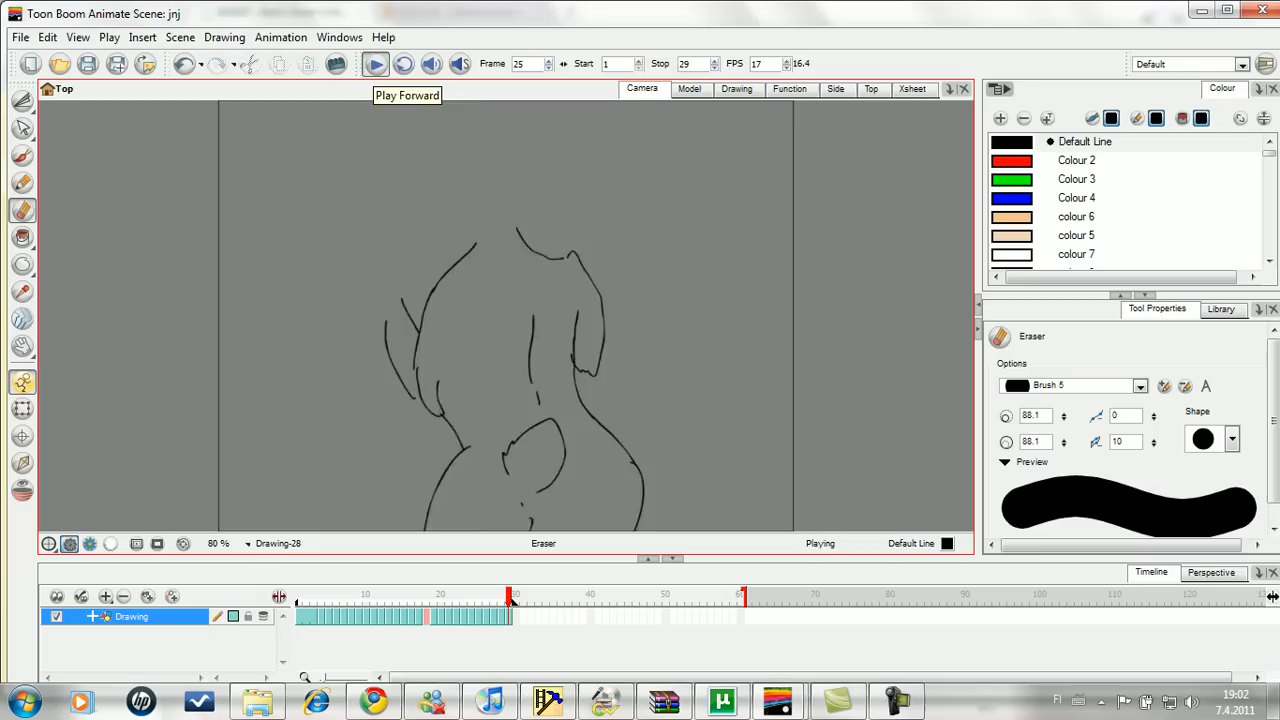 Toon Boom Animate Scene: jnj
File Edit View Play Insert Scene Drawing Animation Windows Help
Frame 25 Start 1 Stop 29 FPS 17 16.4 Default
Top Camera Model Drawing Function Side Top Xsheet Colour
Play Forward
Default Line
Colour 2
Colour 3
Colour 4
colour 6
colour 5
colour 7
Tool Properties Library
Eraser
Options
Brush 5 A
88.1 0 Shape
88.1 10
Preview
80 % Drawing-28 Eraser Playing Default Line
Timeline Perspective
10 20 30 40 50 60 70 80 90 100 110 120
Drawing
FI 19:02
7.4.2011